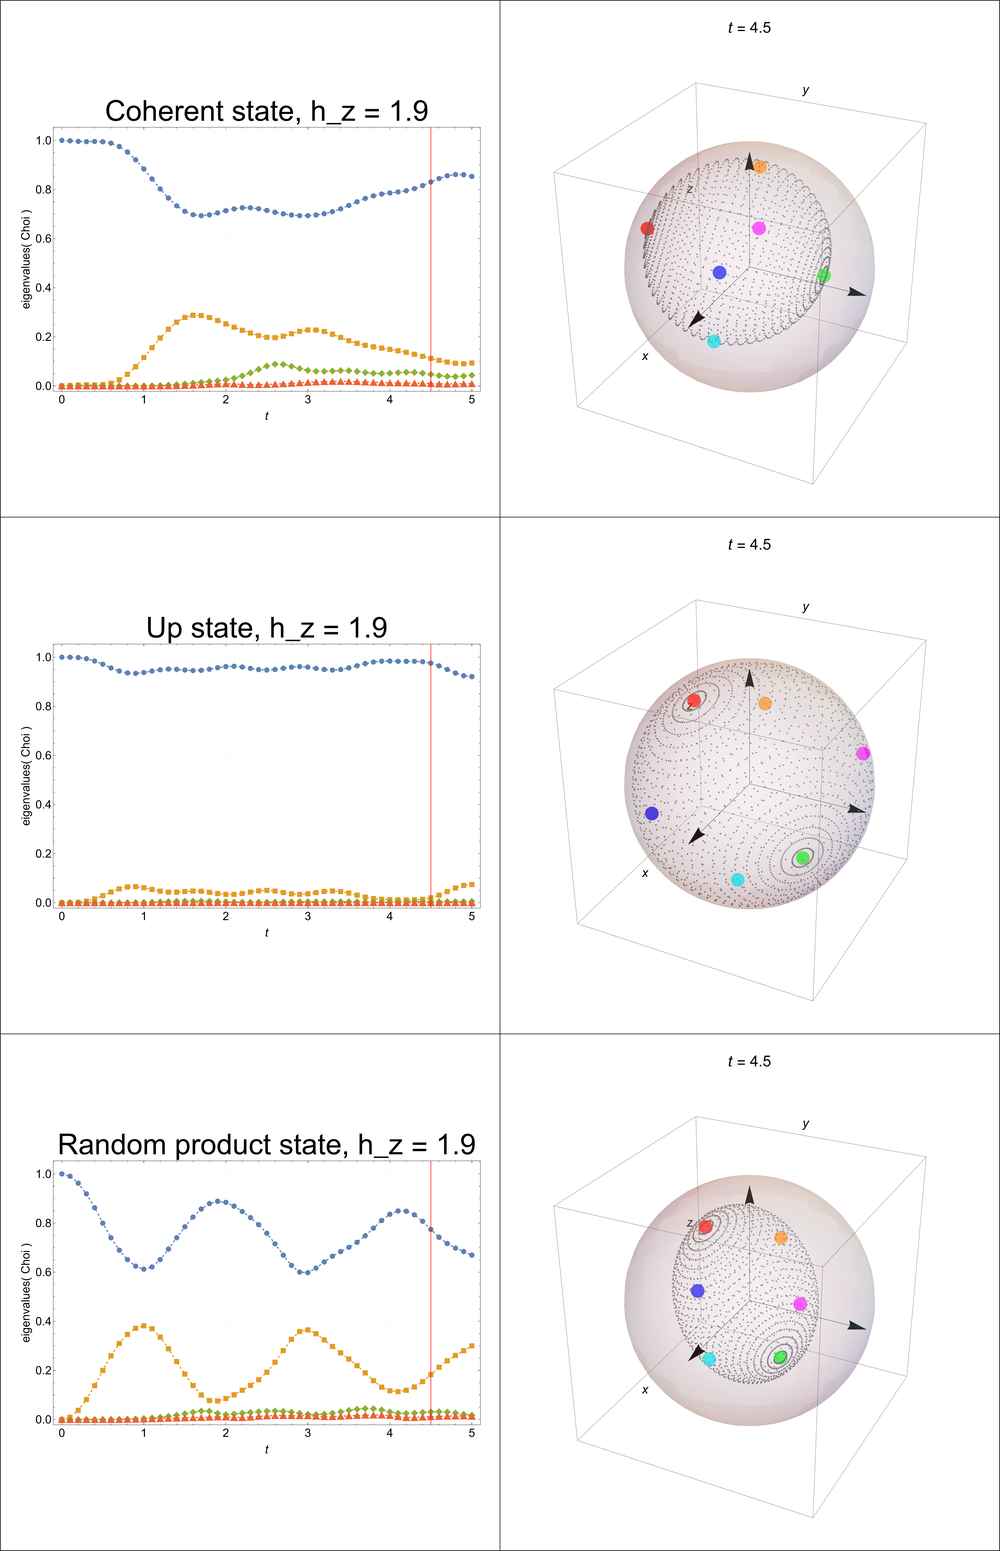 t = 4.5
Coherent state, h_z = 1.9
eigenvalues( Choi )
1.0
0.8
0.6
0.4
0.2
0.0
0 1 2 3 4 5
t
y
z
x
t = 4.5
Up state, h_z = 1.9
eigenvalues( Choi )
1.0
0.8
0.6
0.4
0.2
0.0
0 1 2 3 4 5
t
y
z
x
t = 4.5
Random product state, h_z = 1.9
eigenvalues( Choi )
1.0
0.8
0.6
0.4
0.2
0.0
0 1 2 3 4 5
t
y
z
x